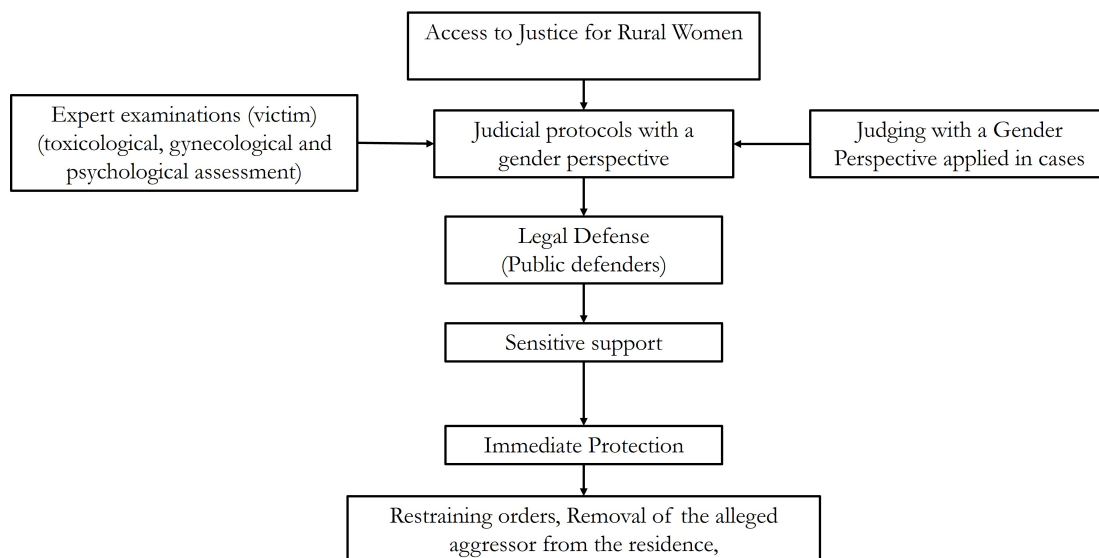 Access to Justice for Rural Women
Expert examinations (victim)
(toxicological, gynecological and
psychological assessment)
Judicial protocols with a
gender perspective
Judging with a Gender
Perspective applied in cases
Legal Defense
(Public defenders)
Sensitive support
Immediate Protection
Restraining orders, Removal of the alleged
aggressor from the residence,